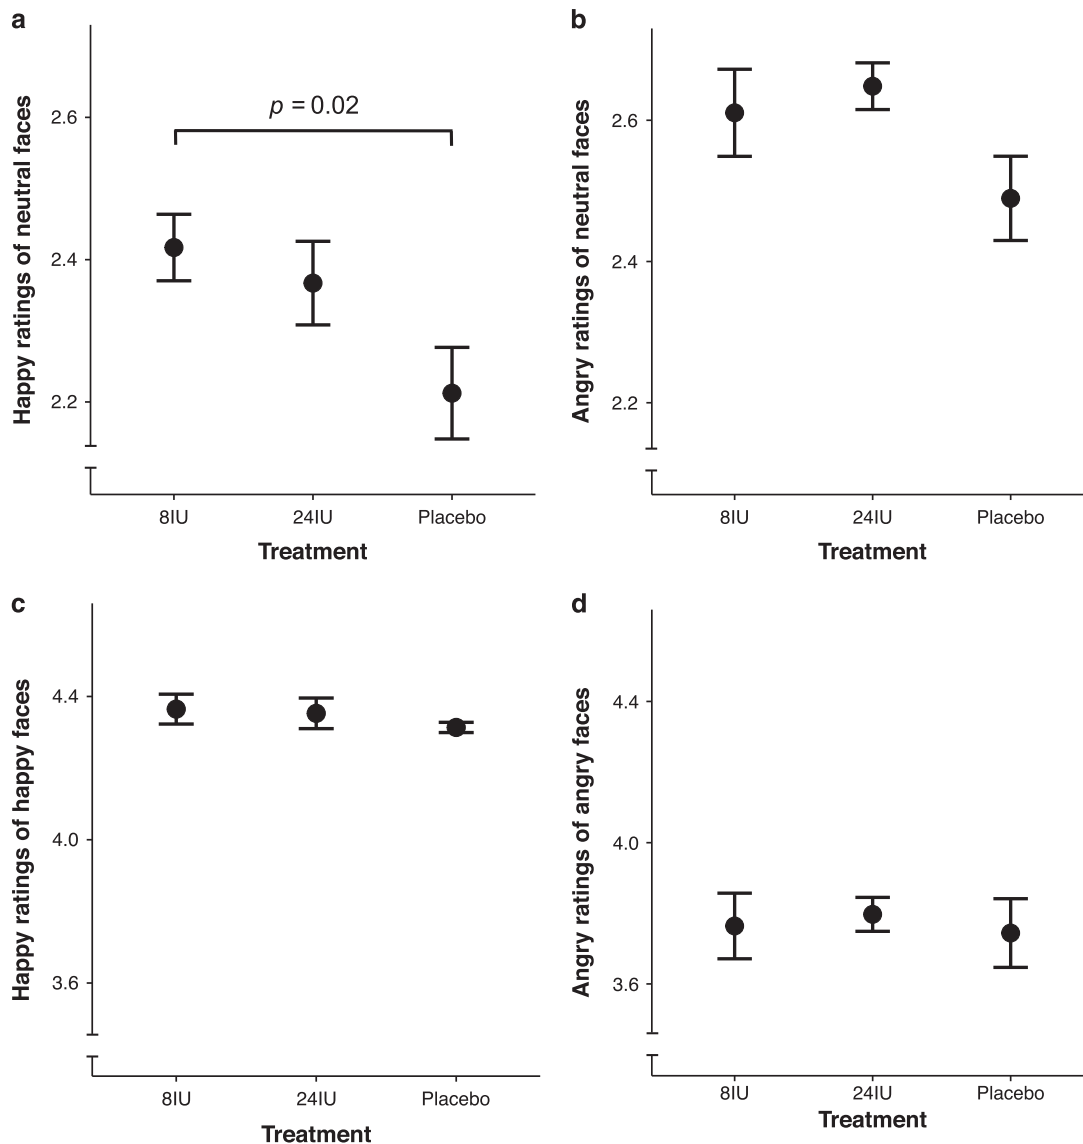 a
Happy ratings of neutral faces
p = 0.02
2.6
2.4
2.2
8IU 24IU Placebo
Treatment
b
Angry ratings of neutral faces
2.6
2.4
2.2
8IU 24IU Placebo
Treatment
c
Happy ratings of happy faces
4.4
4.0
3.6
8IU 24IU Placebo
Treatment
d
Angry ratings of angry faces
4.4
4.0
3.6
8IU 24IU Placebo
Treatment